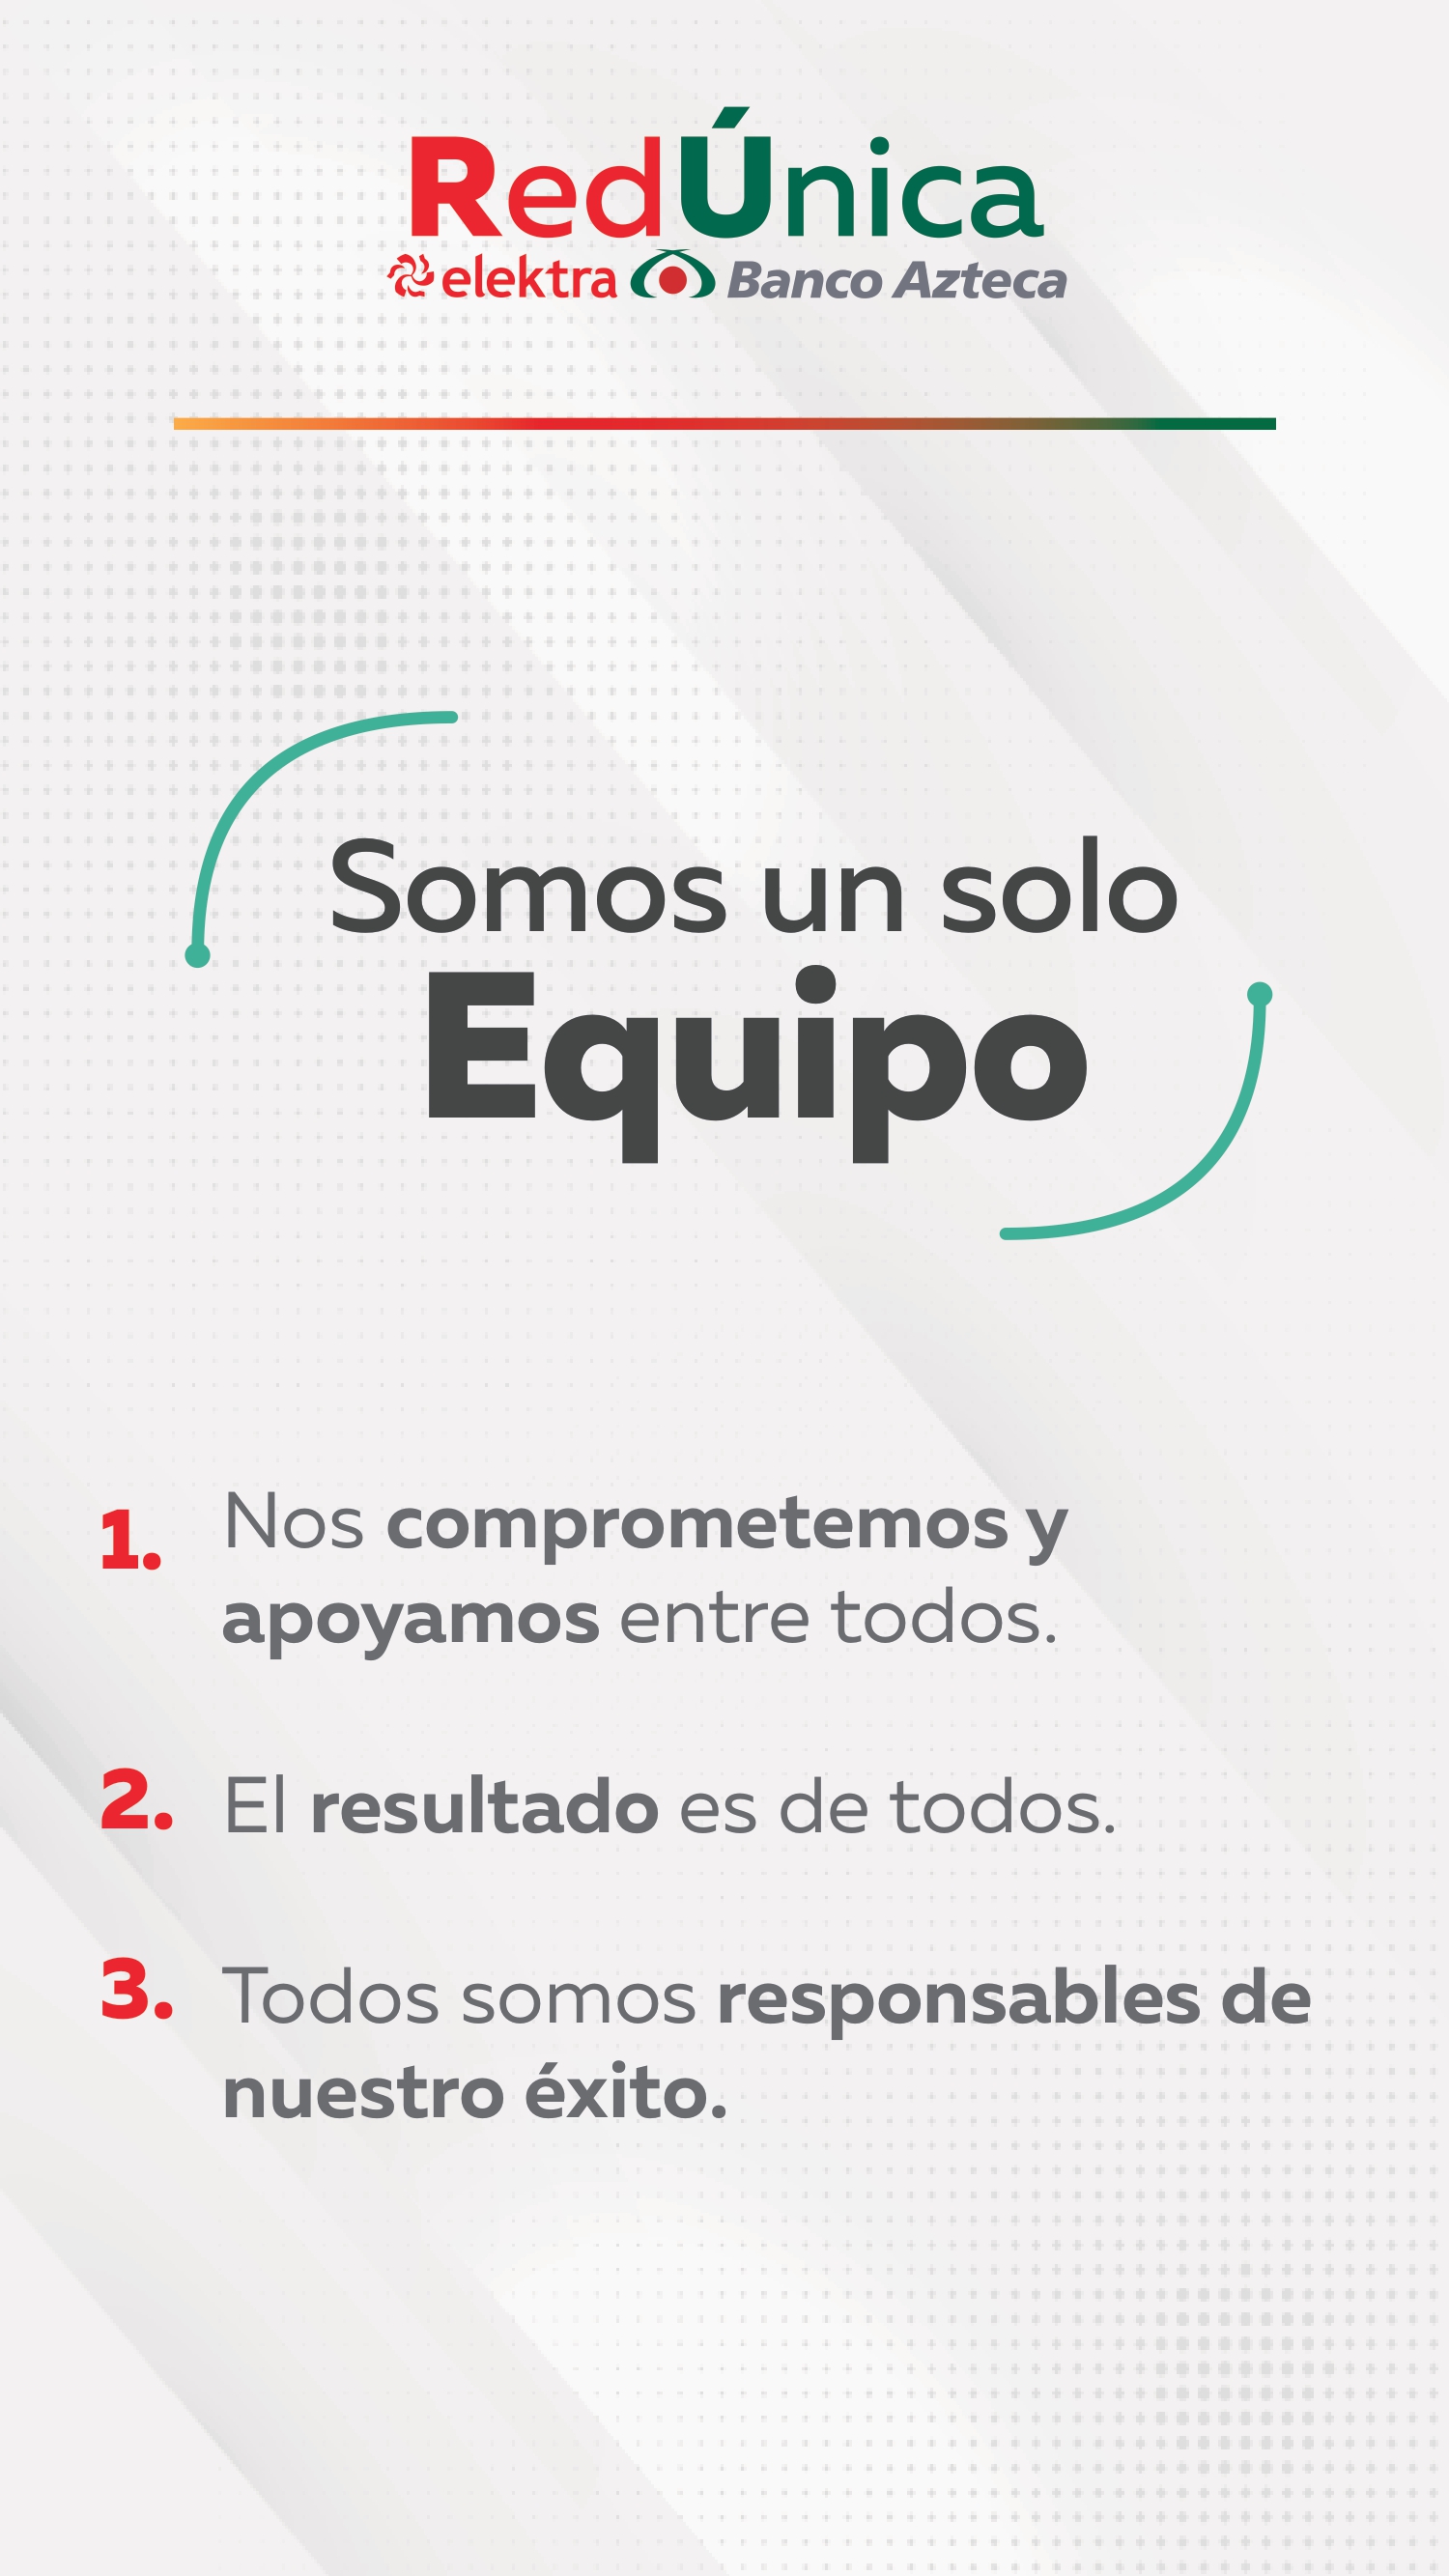 RedÚnica
elektra Banco Azteca
Somos un solo
Equipo
1. Nos comprometemos y
apoyamos entre todos.
2. El resultado es de todos.
3. Todos somos responsables de
nuestro éxito.